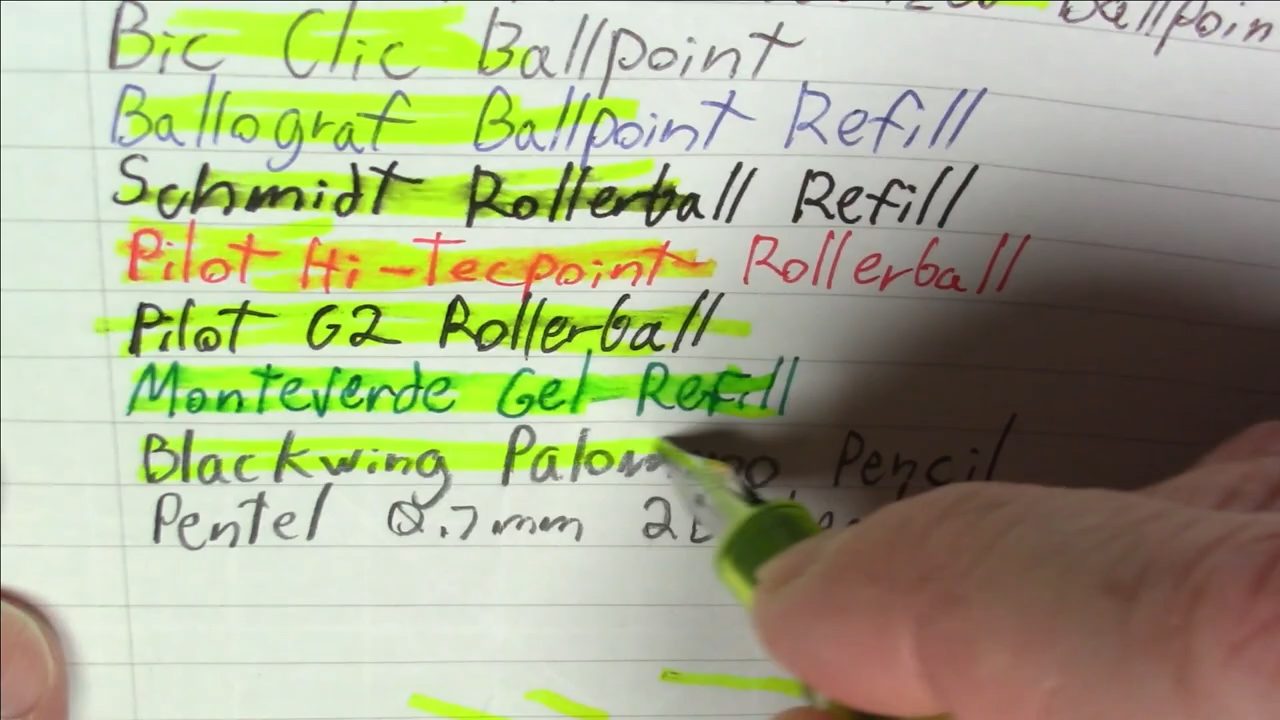 Ballpoin
Bic Clic Ballpoint
Ballograf Ballpoint Refill
Schmidt Rollerball Refill
Pilot Hi-Tecpoint Rollerball
Pilot G2 Rollerball
Monteverde Gel Refill
Blackwing Palomino Pencil
Pentel 0.7mm